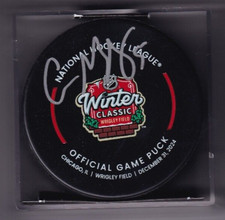 NATIONAL HOCKEY LEAGUE®
Winter
CLASSIC
WRIGLEY FIELD
OFFICIAL GAME PUCK
CHICAGO, IL | WRIGLEY FIELD | DECEMBER 31, 2024